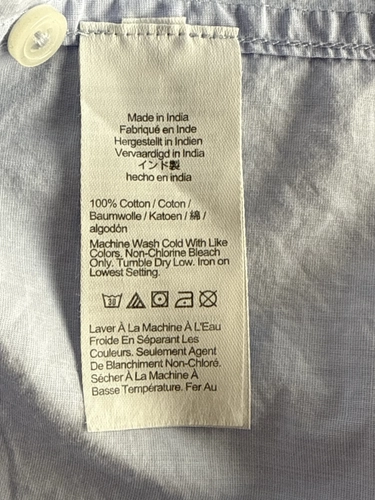 Made in India
Fabriqué en Inde
Hergestellt in Indien
Vervaardigd in India
インド製
hecho en india
100% Cotton / Coton /
Baumwolle / Katoen / 綿 /
algodón
Machine Wash Cold With Like
Colors. Non-Chlorine Bleach
Only. Tumble Dry Low. Iron on
Lowest Setting.
30
Laver À La Machine À L'Eau
Froide En Séparant Les
Couleurs. Seulement Agent
De Blanchiment Non-Chloré.
Sécher À La Machine À
Basse Température. Fer Au